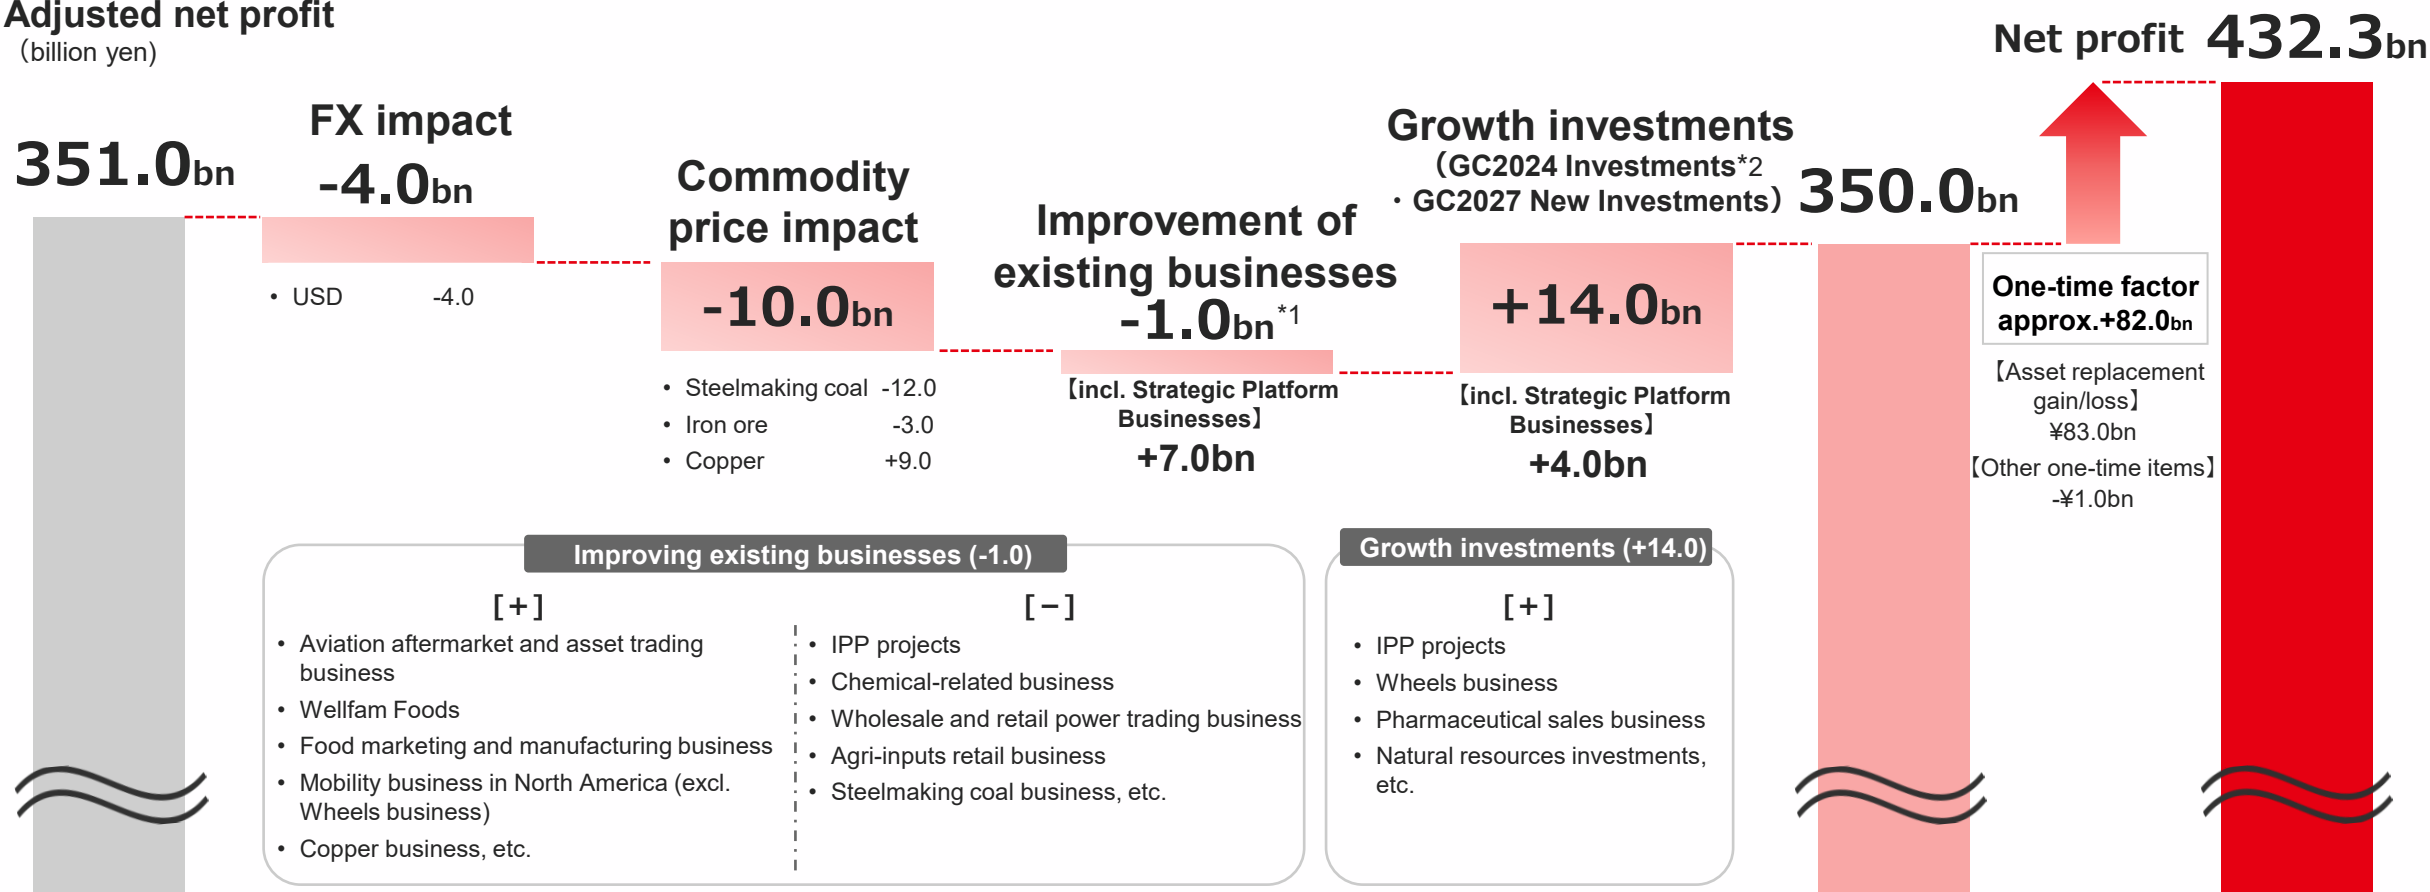 Adjusted net profit
（billion yen)
351.0bn
FX impact
-4.0bn
• USD -4.0
Commodity
price impact
-10.0bn
• Steelmaking coal -12.0
• Iron ore -3.0
• Copper +9.0
Improvement of
existing businesses
-1.0bn*1
【incl. Strategic Platform
Businesses】
+7.0bn
Growth investments
（GC2024 Investments*2
・GC2027 New Investments）
+14.0bn
【incl. Strategic Platform
Businesses】
+4.0bn
350.0bn
Net profit 432.3bn
One-time factor
approx.+82.0bn
【Asset replacement
gain/loss】
¥83.0bn
【Other one-time items】
-¥1.0bn
Improving existing businesses (-1.0)
[+]
• Aviation aftermarket and asset trading
business
• Wellfam Foods
• Food marketing and manufacturing business
• Mobility business in North America (excl.
Wheels business)
• Copper business, etc.
[−]
• IPP projects
• Chemical-related business
• Wholesale and retail power trading business
• Agri-inputs retail business
• Steelmaking coal business, etc.
Growth investments (+14.0)
[+]
• IPP projects
• Wheels business
• Pharmaceutical sales business
• Natural resources investments,
etc.